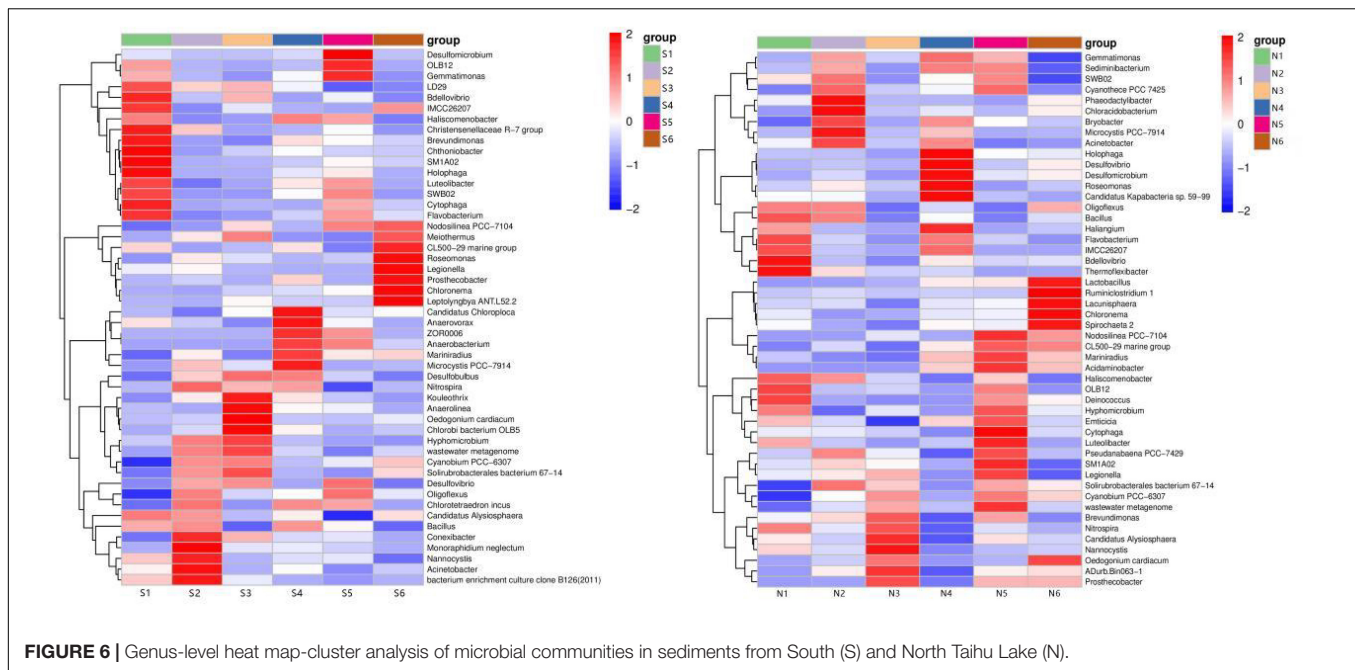 group
Desulfomicrobium
OLB12
Gemmatimonas
LD29
Bdellovibrio
IMCC26207
Haliscomenobacter
Christensenellaceae R-7 group
Brevundimonas
Chthoniobacter
SM1A02
Holophaga
Luteolibacter
SWB02
Cytophaga
Flavobacterium
Nodosilinea PCC-7104
Meiothermus
CL500-29 marine group
Roseomonas
Legionella
Prosthecobacter
Chloronema
Leptolyngbya ANT.L52.2
Candidatus Chloroploca
Anaerovorax
ZOR0006
Anaerobacterium
Mariniradius
Microcystis PCC-7914
Desulfobulbus
Nitrospira
Kouleothrix
Anaerolinea
Oedogonium cardiacum
Chlorobi bacterium OLB5
Hyphomicrobium
wastewater metagenome
Cyanobium PCC-6307
Solirubrobacterales bacterium 67-14
Desulfovibrio
Oligoflexus
Chlorotetraedron incus
Candidatus Alysiosphaera
Bacillus
Conexibacter
Monoraphidium neglectum
Nannocystis
Acinetobacter
bacterium enrichment culture clone B126(2011)
S1 S2 S3 S4 S5 S6
2
1
0
−1
−2
group
S1
S2
S3
S4
S5
S6
group
Gemmatimonas
Sediminibacterium
SWB02
Cyanothece PCC 7425
Phaeodactylibacter
Chloracidobacterium
Bryobacter
Microcystis PCC-7914
Acinetobacter
Holophaga
Desulfovibrio
Desulfomicrobium
Roseomonas
Candidatus Kapabacteria sp. 59-99
Oligoflexus
Bacillus
Haliangium
Flavobacterium
IMCC26207
Bdellovibrio
Thermoflexibacter
Lactobacillus
Ruminiclostridium 1
Lacunisphaera
Chloronema
Spirochaeta 2
Nodosilinea PCC-7104
CL500-29 marine group
Mariniradius
Acidaminobacter
Haliscomenobacter
OLB12
Deinococcus
Hyphomicrobium
Emticicia
Cytophaga
Luteolibacter
Pseudanabaena PCC-7429
SM1A02
Legionella
Solirubrobacterales bacterium 67-14
Cyanobium PCC-6307
wastewater metagenome
Brevundimonas
Nitrospira
Candidatus Alysiosphaera
Nannocystis
Oedogonium cardiacum
ADurb.Bin063-1
Prosthecobacter
N1 N2 N3 N4 N5 N6
2
1
0
−1
−2
group
N1
N2
N3
N4
N5
N6
FIGURE 6 | Genus-level heat map-cluster analysis of microbial communities in sediments from South (S) and North Taihu Lake (N).